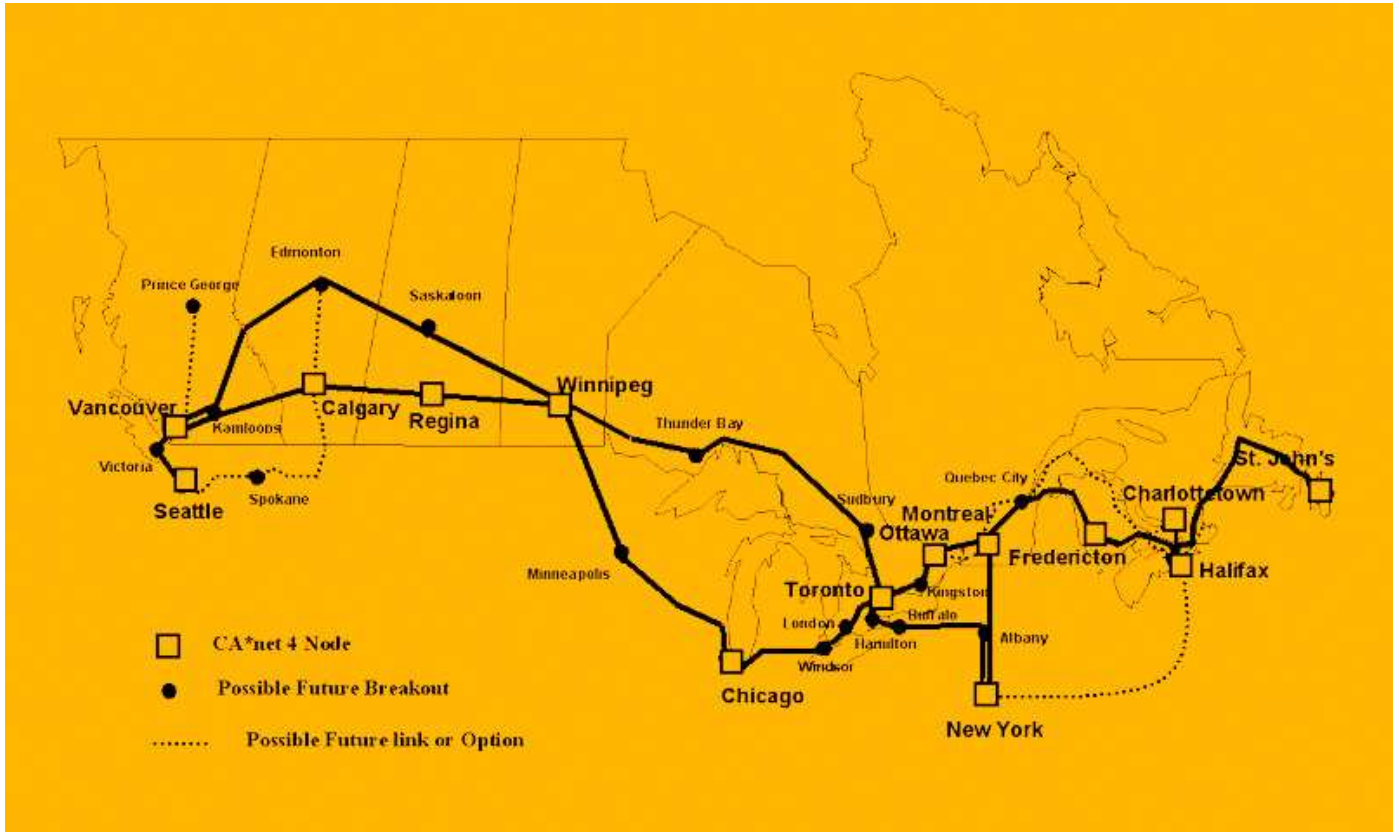 Edmonton
Prince George
Saskatoon
Winnipeg
Vancouver
Calgary
Regina
Kamloops
Thunder Bay
Victoria
Spokane
Seattle
St. John's
Quebec City
Charlottetown
Sudbury
Montreal
Ottawa
Fredericton
Halifax
Minneapolis
Toronto
Kingston
London
Buffalo
Hamilton
Albany
Windsor
Chicago
New York
CA*net 4 Node
Possible Future Breakout
Possible Future link or Option